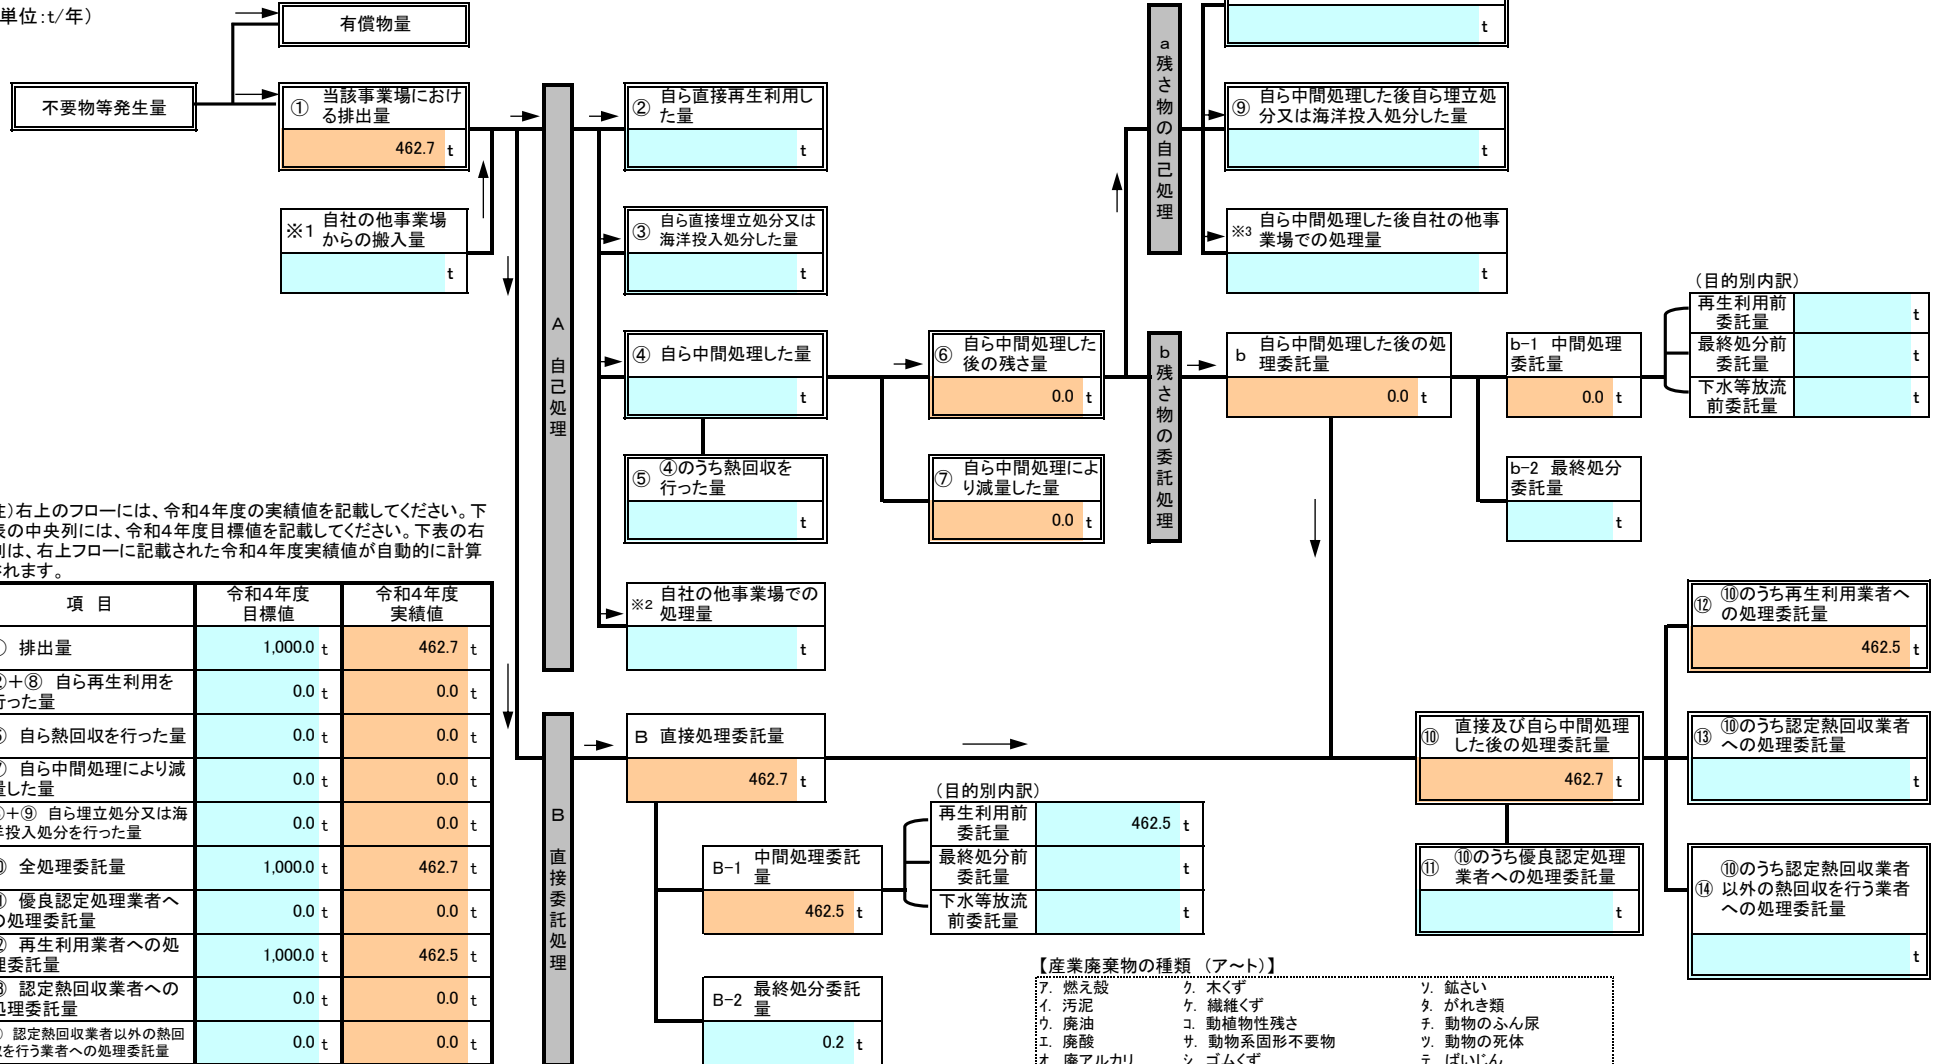 単位：t/年）
有償物量
不要物等発生量
① 当該事業場におけ
る排出量
462.7 t
※1 自社の他事業場
からの搬入量
t
A 自己処理
② 自ら直接再生利用し
た量
t
③ 自ら直接埋立処分又は
海洋投入処分した量
t
④ 自ら中間処理した量
t
⑤ ④のうち熱回収を
行った量
t
※2 自社の他事業場での
処理量
t
⑥ 自ら中間処理した
後の残さ量
0.0 t
⑦ 自ら中間処理によ
り減量した量
0.0 t
a 残さ物の自己処理
t
⑨ 自ら中間処理した後自ら埋立処
分又は海洋投入処分した量
t
※3 自ら中間処理した後自社の他事
業場での処理量
t
b 残さ物の委託処理
b 自ら中間処理した後の処
理委託量
0.0 t
b-1 中間処理
委託量
0.0 t
b-2 最終処分
委託量
t
（目的別内訳）
再生利用前
委託量
t
最終処分前
委託量
t
下水等放流
前委託量
t
注）右上のフローには、令和4年度の実績値を記載してください。下
表の中央列には、令和4年度目標値を記載してください。下表の右
列は、右上フローに記載された令和4年度実績値が自動的に計算
されます。
項 目
令和4年度
目標値
令和4年度
実績値
① 排出量 1,000.0 t 462.7 t
②＋⑧ 自ら再生利用を
行った量 0.0 t 0.0 t
⑤ 自ら熱回収を行った量 0.0 t 0.0 t
⑦ 自ら中間処理により減
量した量 0.0 t 0.0 t
③＋⑨ 自ら埋立処分又は海
洋投入処分を行った量 0.0 t 0.0 t
⑩ 全処理委託量 1,000.0 t 462.7 t
⑪ 優良認定処理業者へ
の処理委託量 0.0 t 0.0 t
⑫ 再生利用業者への処
理委託量 1,000.0 t 462.5 t
⑬ 認定熱回収業者への
処理委託量 0.0 t 0.0 t
⑭ 認定熱回収業者以外の熱回
収を行う業者への処理委託量 0.0 t 0.0 t
B 直接委託処理
B 直接処理委託量
462.7 t
B-1 中間処理委託
量
462.5 t
B-2 最終処分委託
量
0.2 t
（目的別内訳）
再生利用前
委託量
462.5 t
最終処分前
委託量
t
下水等放流
前委託量
t
⑩ 直接及び自ら中間処理
した後の処理委託量
462.7 t
⑪ ⑩のうち優良認定処理
業者への処理委託量
t
⑫ ⑩のうち再生利用業者へ
の処理委託量
462.5 t
⑬ ⑩のうち認定熱回収業者
への処理委託量
t
⑭ ⑩のうち認定熱回収業者
以外の熱回収を行う業者
への処理委託量
t
【産業廃棄物の種類 （ア～ト）】
ア. 燃え殻 ク. 木くず ソ. 鉱さい
イ. 汚泥 ケ. 繊維くず タ. がれき類
ウ. 廃油 コ. 動植物性残さ チ. 動物のふん尿
エ. 廃酸 サ. 動物系固形不要物 ツ. 動物の死体
オ. 廃アルカリ シ. ゴムくず テ. ばいじん